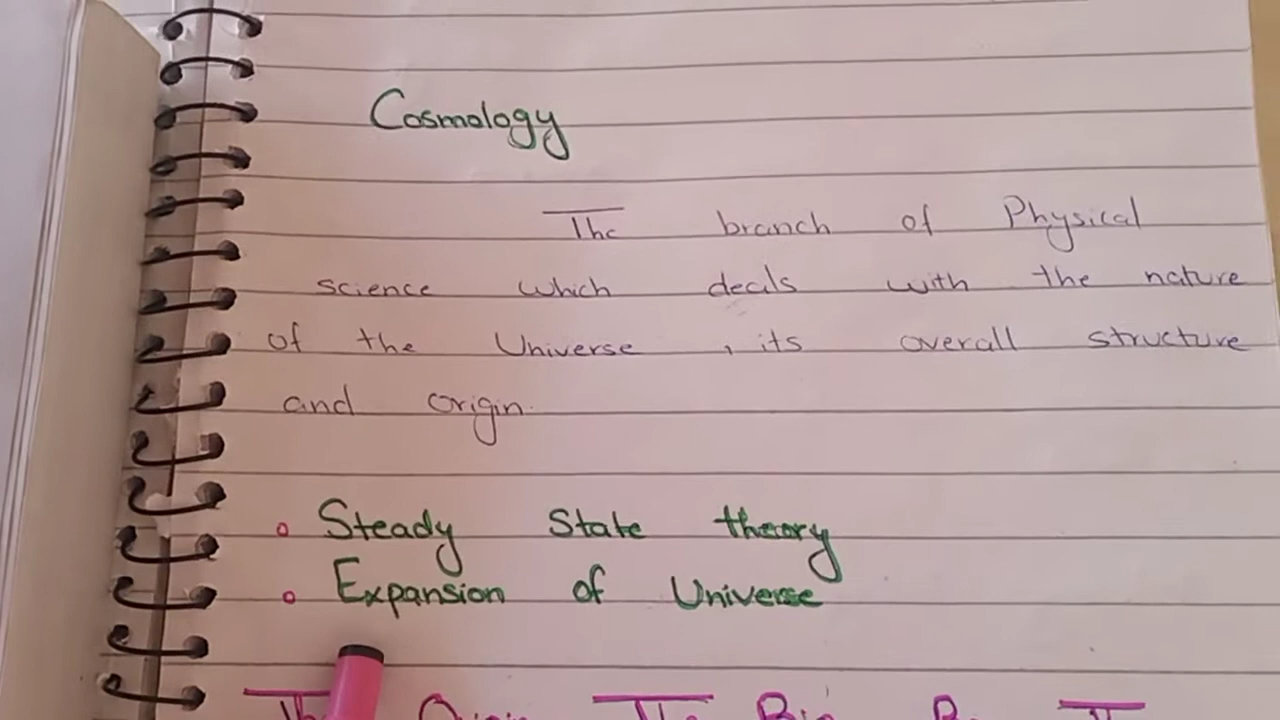 Cosmology
The branch of Physical
science which deals with the nature
of the Universe , its overall structure
and origin.
Steady State theory
Expansion of Universe